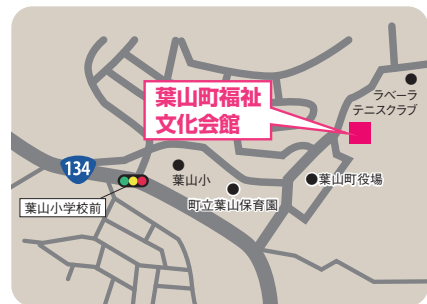 ラベーラ
テニスクラブ
葉山町福祉
文化会館
134
葉山小
葉山町役場
町立葉山保育園
葉山小学校前